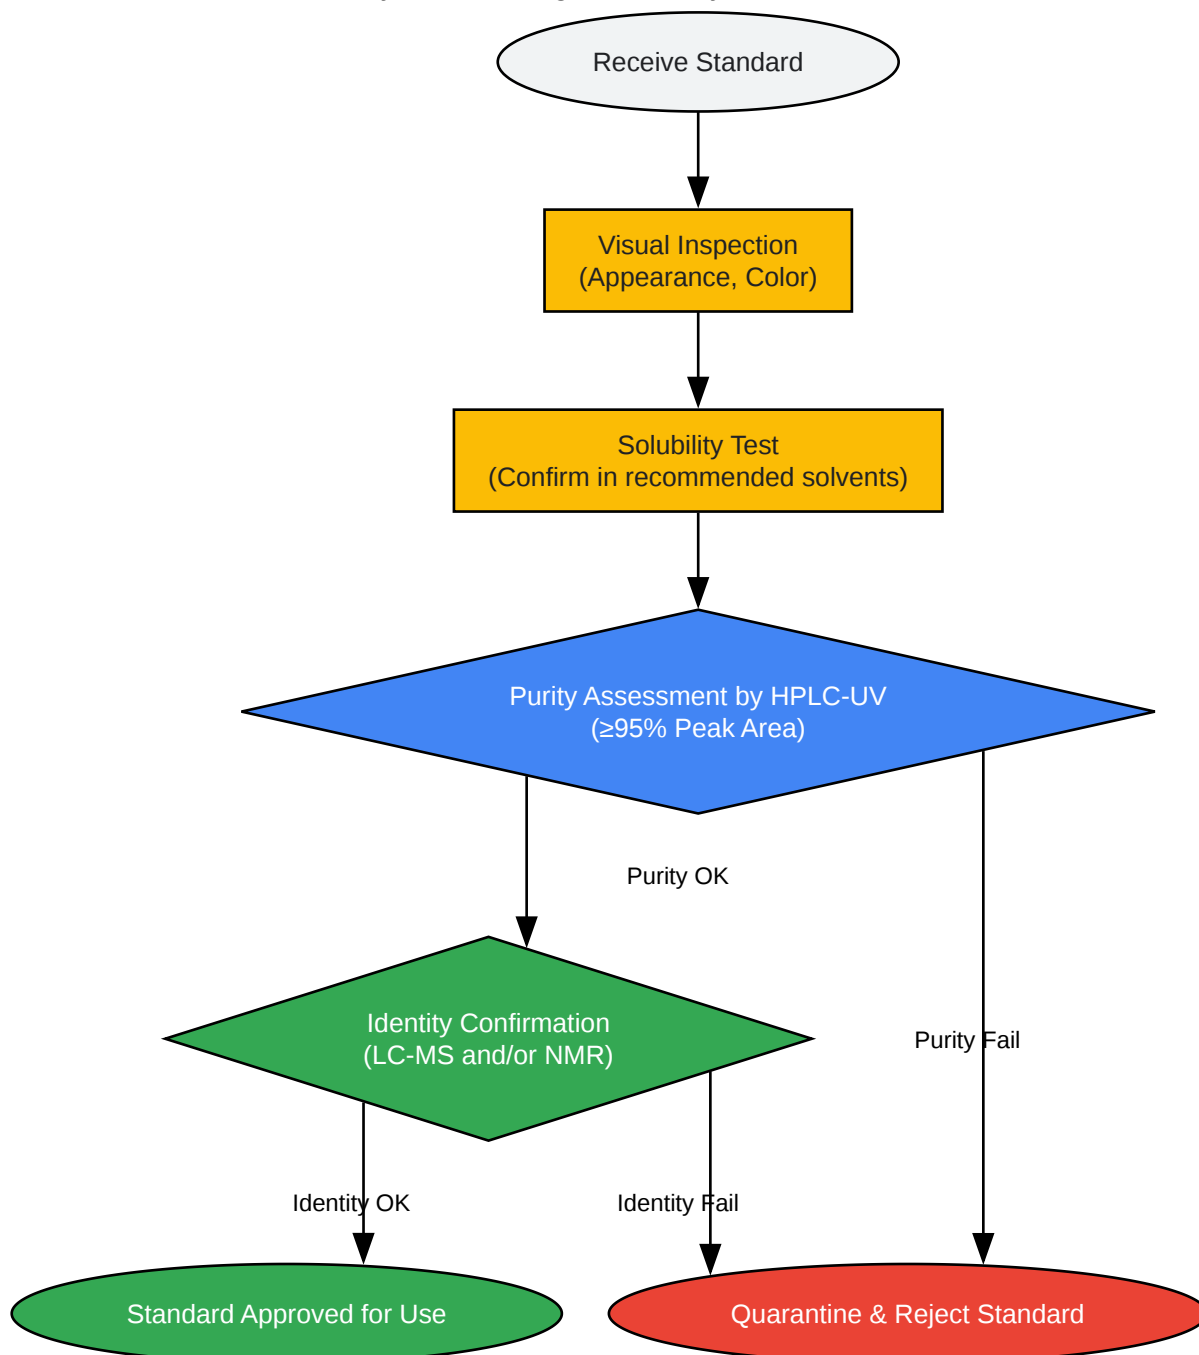 Receive Standard
Visual Inspection
(Appearance, Color)
Solubility Test
(Confirm in recommended solvents)
Purity Assessment by HPLC-UV
(≥95% Peak Area)
Purity OK
Identity Confirmation
(LC-MS and/or NMR)
Purity Fail
Identity OK
Identity Fail
Standard Approved for Use
Quarantine & Reject Standard